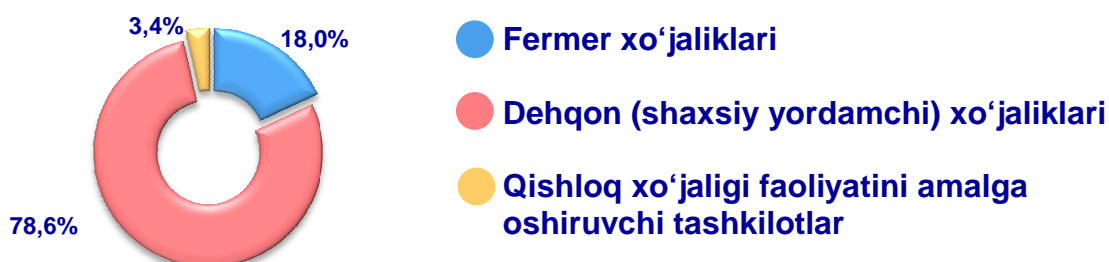 3,4%
18,0%
78,6%
Fermer xo‘jaliklari
Dehqon (shaxsiy yordamchi) xo‘jaliklari
Qishloq xo‘jaligi faoliyatini amalga
oshiruvchi tashkilotlar